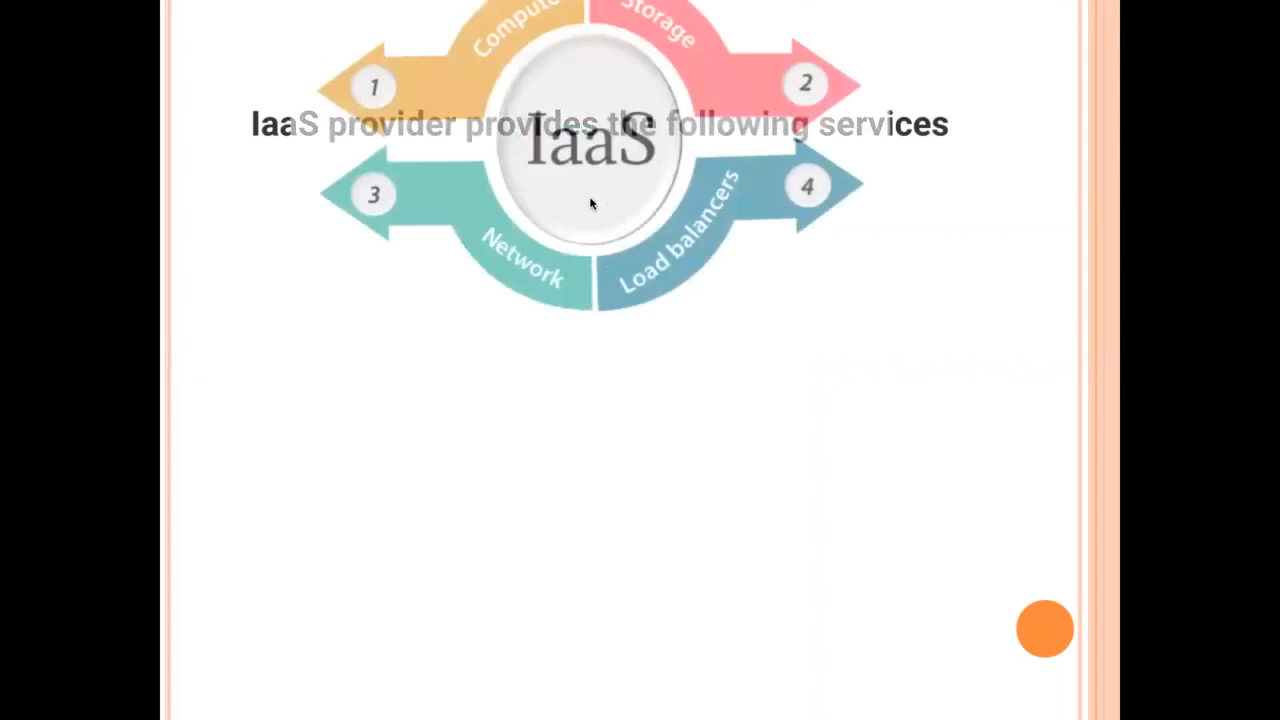 Compute
Storage
1
2
IaaS provider provides the following services
IaaS
3
4
Network
Load balancers